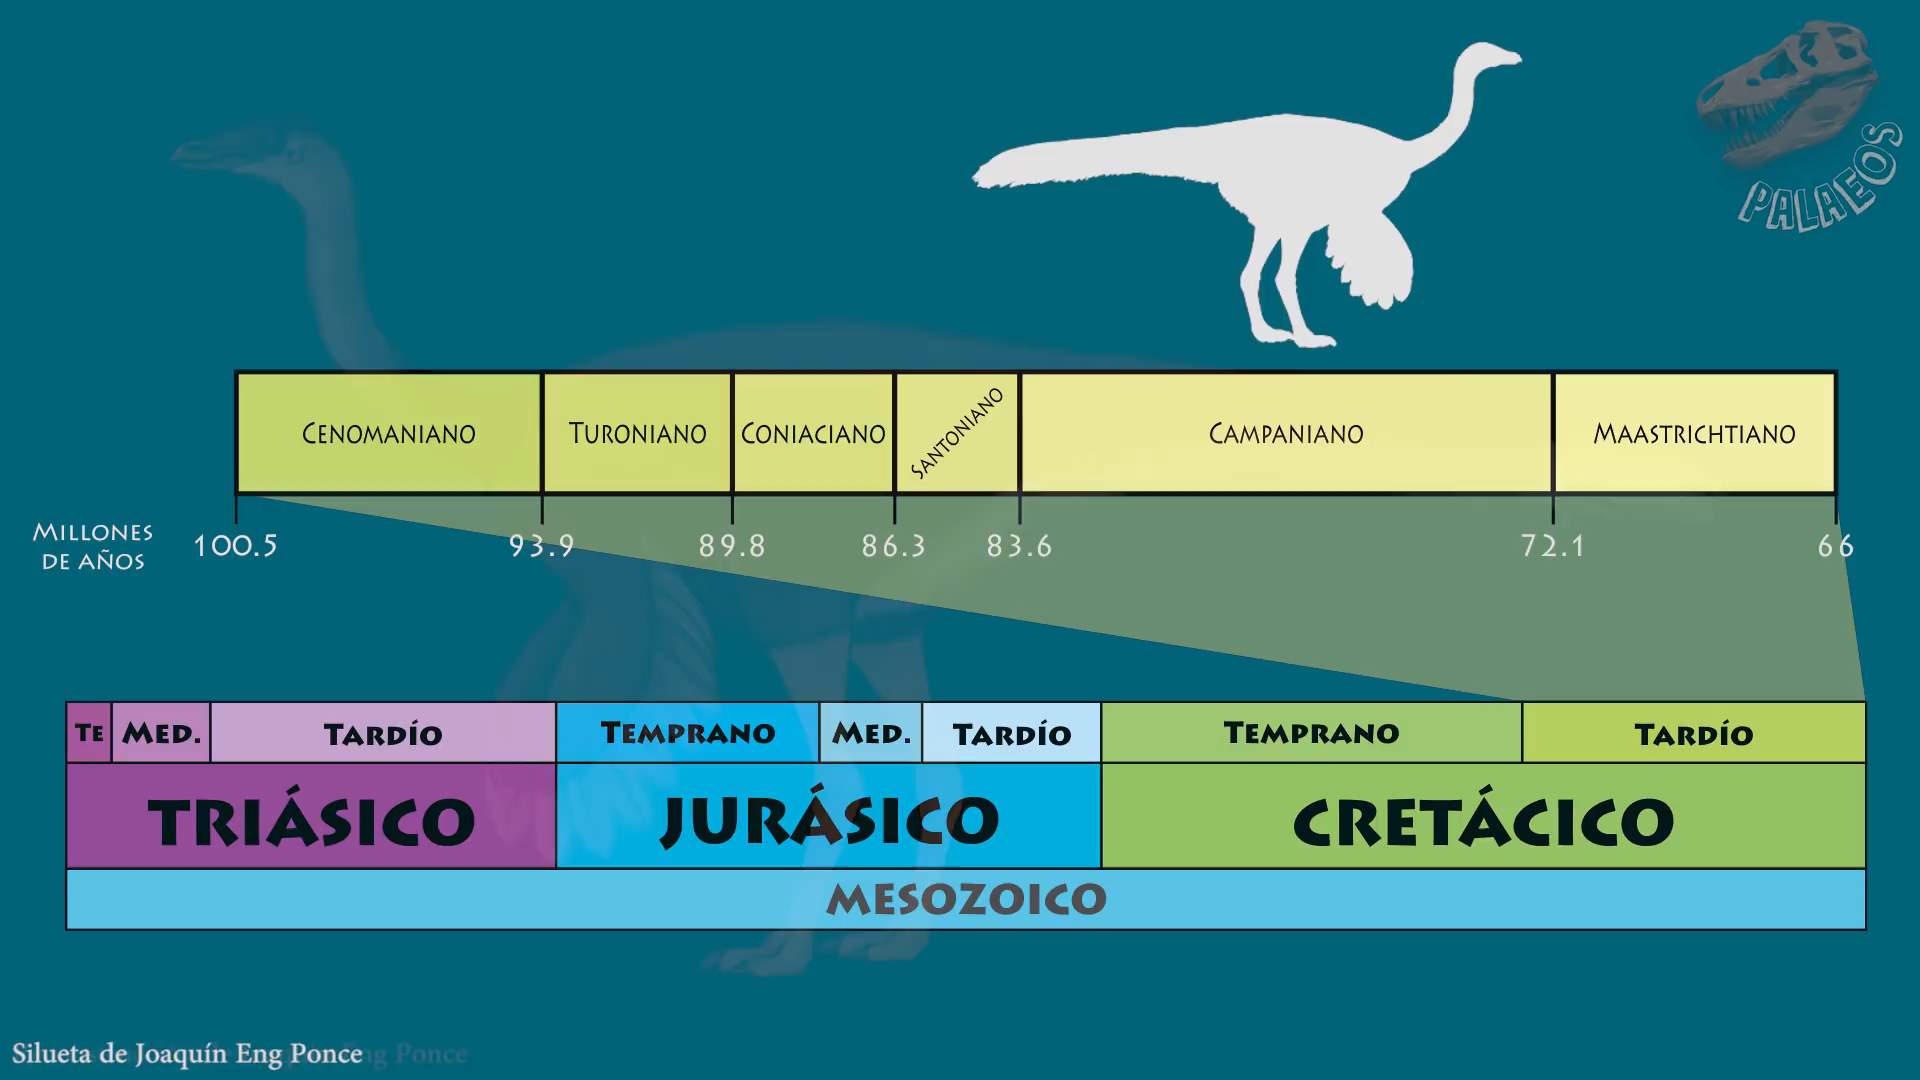 PALAEOS
CENOMANIANO
TURONIANO
CONIACIANO
SANTONIANO
CAMPANIANO
MAASTRICHTIANO
MILLONES
DE AÑOS
100.5
93.9
89.8
86.3
83.6
72.1
66
TE
MED.
TARDÍO
TEMPRANO
MED.
TARDÍO
TEMPRANO
TARDÍO
TRIÁSICO
JURÁSICO
CRETÁCICO
MESOZOICO
Silueta de Joaquín Eng Ponce